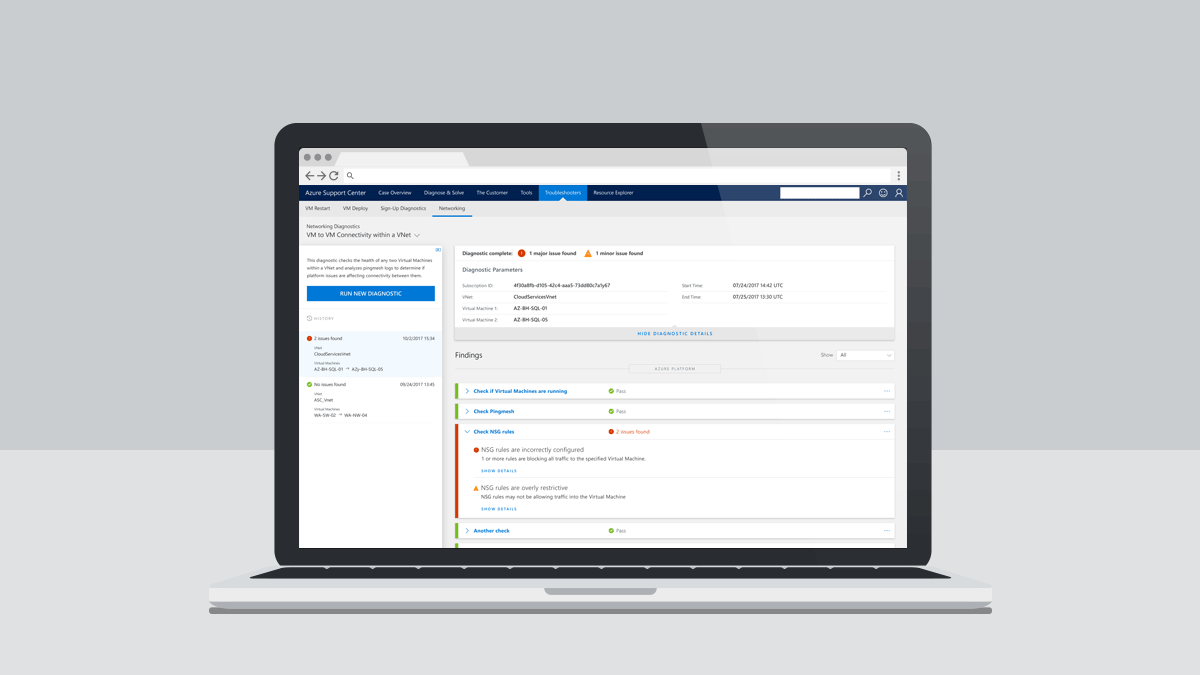 Azure Support Center Case Overview Diagnose & Solve The Customer Tools Troubleshooters Resource Explorer
VM Restart VM Deploy Sign-Up Diagnostics Networking
Networking Diagnostics
VM to VM Connectivity within a VNet
This diagnostic checks the health of any two Virtual Machines
within a VNet and analyzes pingmesh logs to determine if
platform issues are affecting connectivity between them.
RUN NEW DIAGNOSTIC
HISTORY
2 issues found 10/2/2017 15:34
VNet
CloudServicesVnet
Virtual Machines
AZ-BH-SQL-01 → AZy-BH-SQL-05
No issues found 09/24/2017 13:45
VNet
ASC_Vnet
Virtual Machines
WA-SW-02 → WA-NW-04
Diagnostic complete: 1 major issue found 1 minor issue found
Diagnostic Parameters
Subscription ID: 4f30a8fb-d105-42c4-aaa5-73dd80c7a1y67
VNet: CloudServicesVnet
Virtual Machine 1: AZ-BH-SQL-01
Virtual Machine 2: AZ-BH-SQL-05
Start Time: 07/24/2017 14:42 UTC
End Time: 07/25/2017 13:30 UTC
HIDE DIAGNOSTIC DETAILS
Findings
Show All
AZURE PLATFORM
Check if Virtual Machines are running Pass
Check Pingmesh Pass
Check NSG rules 2 issues found
NSG rules are incorrectly configured
1 or more rules are blocking all traffic to the specified Virtual Machine.
SHOW DETAILS
NSG rules are overly restrictive
NSG rules may not be allowing traffic into the Virtual Machine
SHOW DETAILS
Another check Pass